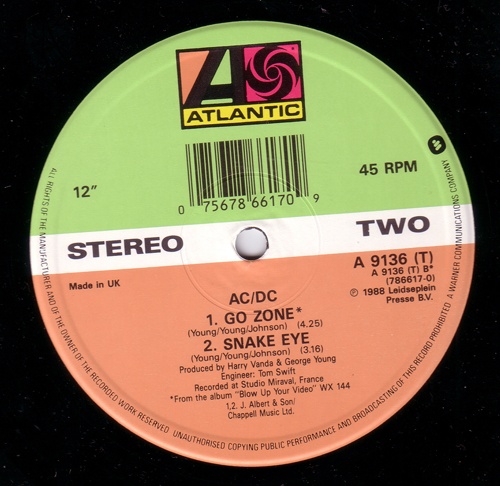 ATLANTIC
12"
45 RPM
0 75678 66170 9
STEREO
TWO
Made in UK
A 9136 (T)
A 9136 (T) B*
(786617-0)
℗ 1988 Leidseplein
Presse B.V.
AC/DC
1. GO ZONE*
(Young/Young/Johnson) (4.25)
2. SNAKE EYE
(Young/Young/Johnson) (3.16)
Produced by Harry Vanda & George Young
Engineer: Tom Swift
Recorded at Studio Miraval, France
*From the album "Blow Up Your Video" WX 144
1,2. J. Albert & Son/
Chappell Music Ltd.
ALL RIGHTS OF THE MANUFACTURER AND OF THE OWNER OF THE RECORDED WORK RESERVED. UNAUTHORISED COPYING PUBLIC PERFORMANCE AND BROADCASTING OF THIS RECORD PROHIBITED. A WARNER COMMUNICATIONS COMPANY